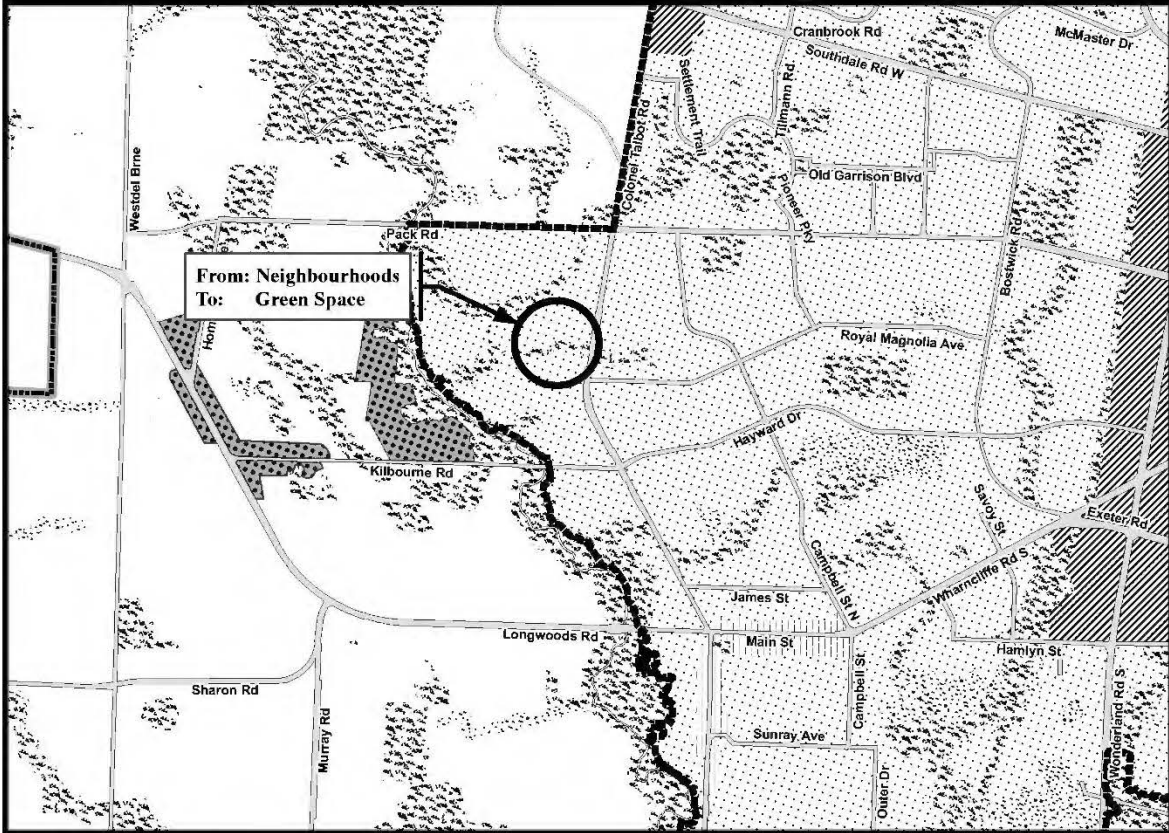 Cranbrook Rd
McMaster Dr
Southdale Rd W
Settlement Trail
Tillmann Rd
Colonel Talbot Rd
Westdel Brne
Old Garrison Blvd
Pioneer Pky
Bostwick Rd
Pack Rd
From: Neighbourhoods
To: Green Space
Hom
Royal Magnolia Ave
Hayward Dr
Kilbourne Rd
Savoy St
Exeter Rd
Campbell St N
Wharncliffe Rd S
James St
Longwoods Rd
Main St
Hamlyn St
Sharon Rd
Murray Rd
Campbell St
Sunray Ave
Outer Dr
Wonderland Rd S